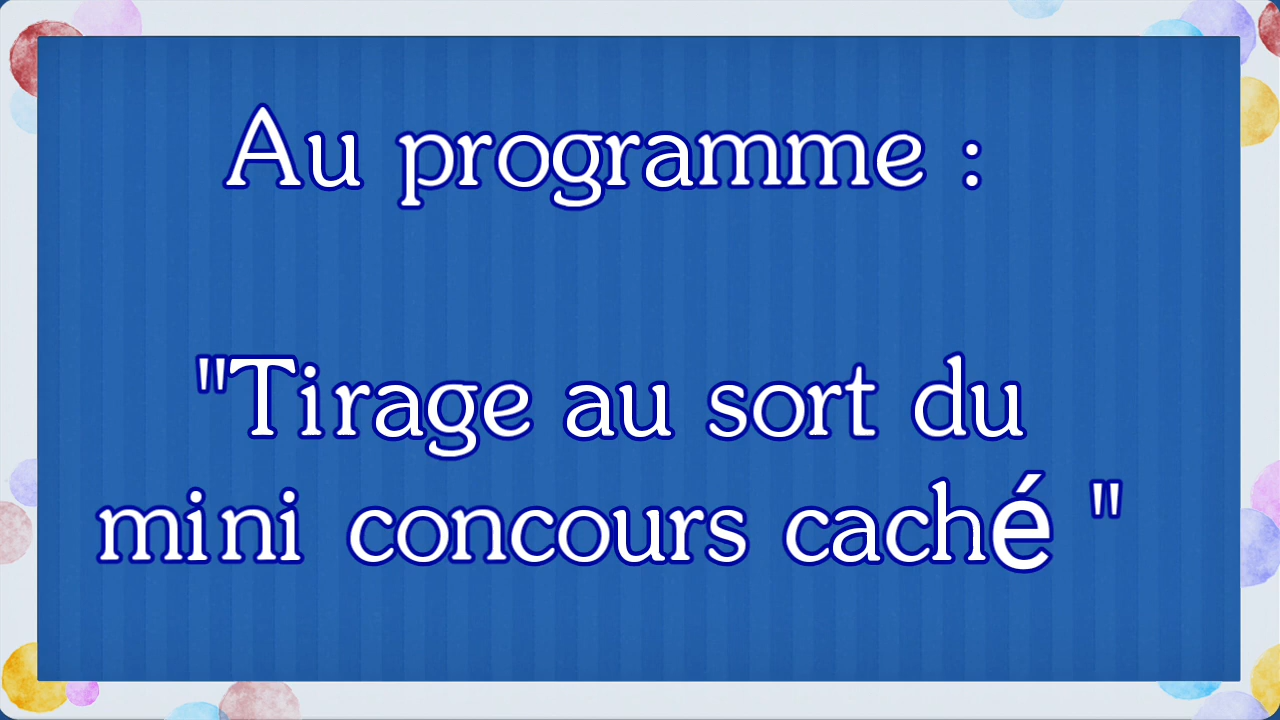 Au programme :
"Tirage au sort du
mini concours caché "